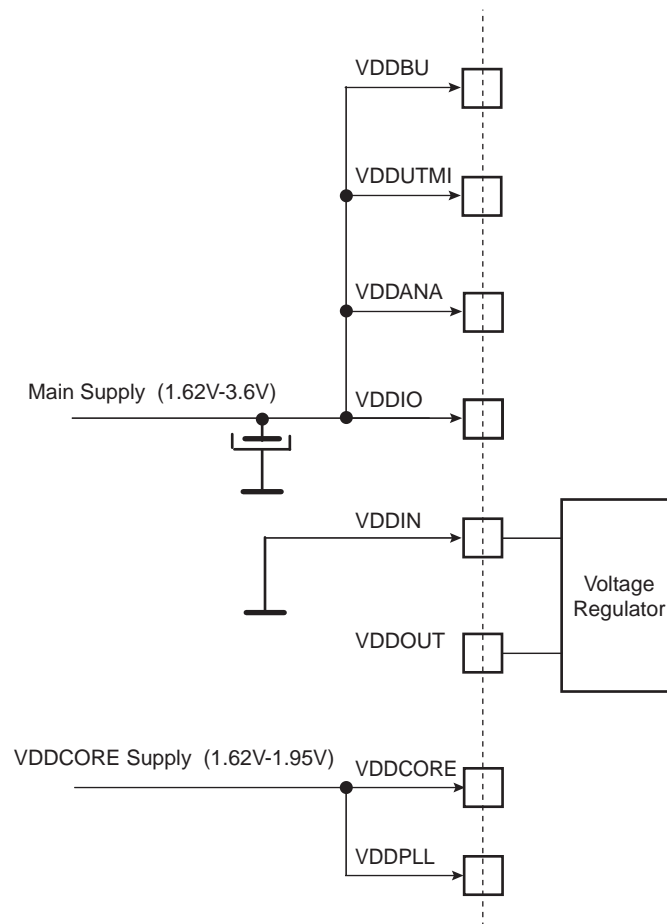 VDDBU
VDDUTMI
VDDANA
Main Supply (1.62V-3.6V)
VDDIO
VDDIN
Voltage
Regulator
VDDOUT
VDDCORE Supply (1.62V-1.95V)
VDDCORE
VDDPLL